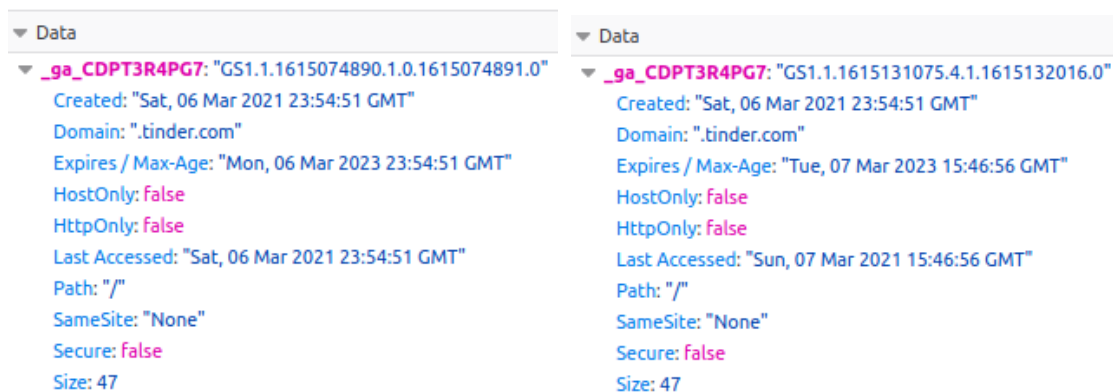 Data
_ga_CDPT3R4PG7: "GS1.1.1615074890.1.0.1615074891.0"
Created: "Sat, 06 Mar 2021 23:54:51 GMT"
Domain: ".tinder.com"
Expires / Max-Age: "Mon, 06 Mar 2023 23:54:51 GMT"
HostOnly: false
HttpOnly: false
Last Accessed: "Sat, 06 Mar 2021 23:54:51 GMT"
Path: "/"
SameSite: "None"
Secure: false
Size: 47
Data
_ga_CDPT3R4PG7: "GS1.1.1615131075.4.1.1615132016.0"
Created: "Sat, 06 Mar 2021 23:54:51 GMT"
Domain: ".tinder.com"
Expires / Max-Age: "Tue, 07 Mar 2023 15:46:56 GMT"
HostOnly: false
HttpOnly: false
Last Accessed: "Sun, 07 Mar 2021 15:46:56 GMT"
Path: "/"
SameSite: "None"
Secure: false
Size: 47